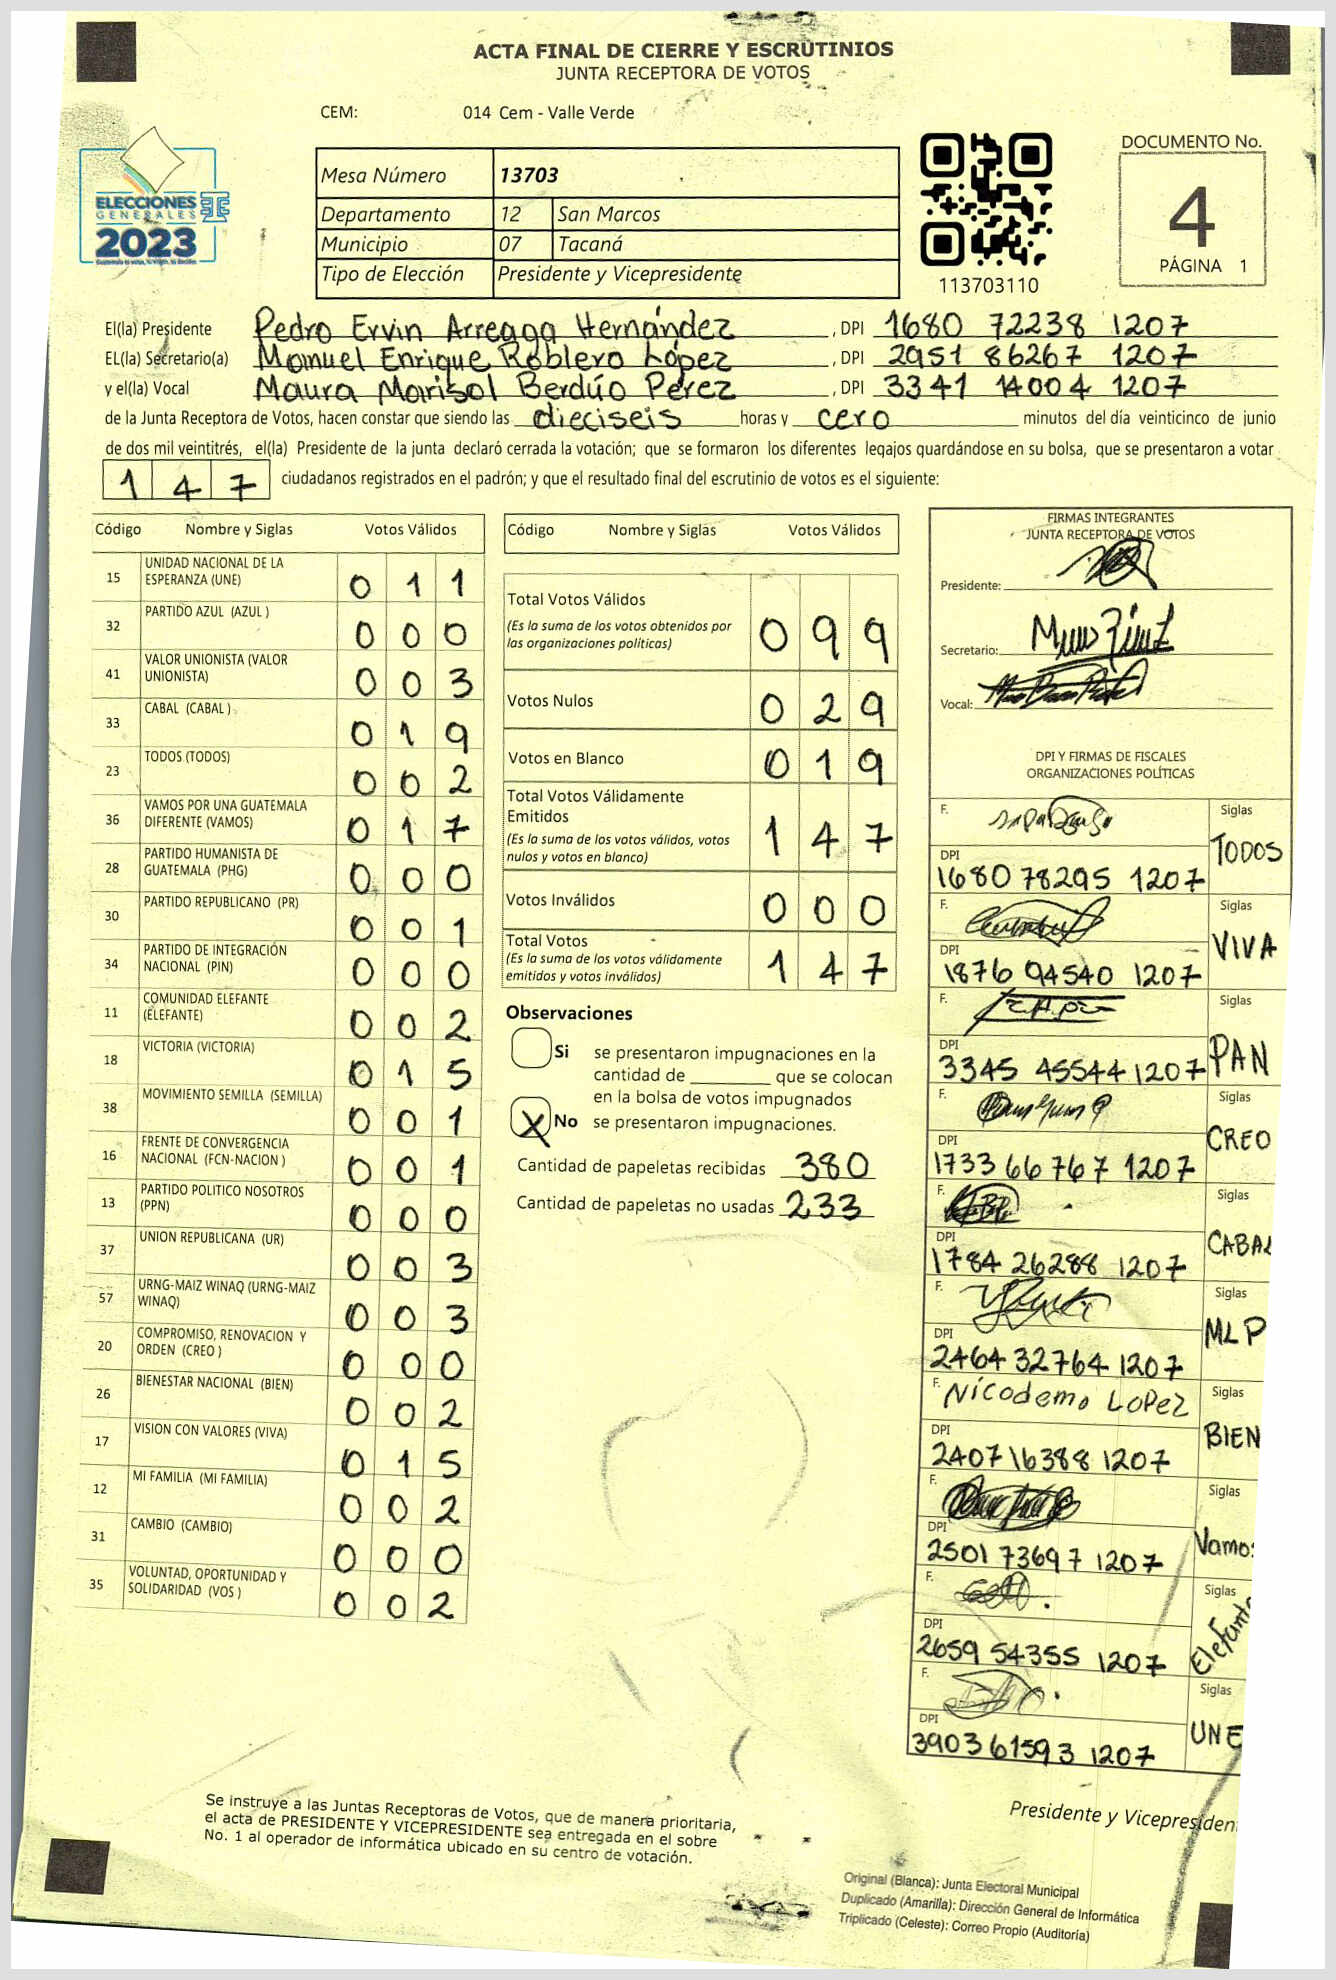 ACTA FINAL DE CIERRE Y ESCRUTINIOS
JUNTA RECEPTORA DE VOTOS
CEM: 014 Cem - Valle Verde
ELECCIONES
GENERALES
2023
Mesa Número 13703
Departamento 12 San Marcos
Municipio 07 Tacaná
Tipo de Elección Presidente y Vicepresidente
113703110
DOCUMENTO No.
4
PÁGINA 1
El(la) Presidente Pedro Ervin Arreaga Hernández , DPI 1680 72238 1207
EL(la) Secretario(a) Manuel Enrique Roblero López , DPI 2951 86267 1207
y el(la) Vocal Maura Marisol Berdúo Pérez , DPI 3341 14004 1207
de la Junta Receptora de Votos, hacen constar que siendo las dieciseis horas y cero minutos del día veinticinco de junio
de dos mil veintitrés, el(la) Presidente de la junta declaró cerrada la votación; que se formaron los diferentes legajos guardándose en su bolsa, que se presentaron a votar
1 4 7 ciudadanos registrados en el padrón; y que el resultado final del escrutinio de votos es el siguiente:
Código Nombre y Siglas Votos Válidos
15 UNIDAD NACIONAL DE LA ESPERANZA (UNE) 0 1 1
32 PARTIDO AZUL (AZUL ) 0 0 0
41 VALOR UNIONISTA (VALOR UNIONISTA) 0 0 3
33 CABAL (CABAL ) 0 1 9
23 TODOS (TODOS) 0 0 2
36 VAMOS POR UNA GUATEMALA DIFERENTE (VAMOS) 0 1 7
28 PARTIDO HUMANISTA DE GUATEMALA (PHG) 0 0 0
30 PARTIDO REPUBLICANO (PR) 0 0 1
34 PARTIDO DE INTEGRACIÓN NACIONAL (PIN) 0 0 0
11 COMUNIDAD ELEFANTE (ELEFANTE) 0 0 2
18 VICTORIA (VICTORIA) 0 1 5
38 MOVIMIENTO SEMILLA (SEMILLA) 0 0 1
16 FRENTE DE CONVERGENCIA NACIONAL (FCN-NACION ) 0 0 1
13 PARTIDO POLITICO NOSOTROS (PPN) 0 0 0
37 UNION REPUBLICANA (UR) 0 0 3
57 URNG-MAIZ WINAQ (URNG-MAIZ WINAQ) 0 0 3
20 COMPROMISO, RENOVACION Y ORDEN (CREO ) 0 0 0
26 BIENESTAR NACIONAL (BIEN) 0 0 2
17 VISION CON VALORES (VIVA) 0 1 5
12 MI FAMILIA (MI FAMILIA) 0 0 2
31 CAMBIO (CAMBIO) 0 0 0
35 VOLUNTAD, OPORTUNIDAD Y SOLIDARIDAD (VOS ) 0 0 2
Código Nombre y Siglas Votos Válidos
Total Votos Válidos 0 9 9
(Es la suma de los votos obtenidos por
las organizaciones políticas)
Votos Nulos 0 2 9
Votos en Blanco 0 1 9
Total Votos Válidamente
Emitidos 1 4 7
(Es la suma de los votos válidos, votos
nulos y votos en blanco)
Votos Inválidos 0 0 0
Total Votos 1 4 7
(Es la suma de los votos válidamente
emitidos y votos inválidos)
Observaciones
Si se presentaron impugnaciones en la
cantidad de ________ que se colocan
en la bolsa de votos impugnados
X No se presentaron impugnaciones.
Cantidad de papeletas recibidas 380
Cantidad de papeletas no usadas 233
FIRMAS INTEGRANTES
JUNTA RECEPTORA DE VOTOS
Presidente:
Secretario:
Vocal:
DPI Y FIRMAS DE FISCALES
ORGANIZACIONES POLÍTICAS
F. Siglas TODOS
DPI 1680 78295 1207
F. Siglas VIVA
DPI 1876 94540 1207
F. Siglas PAN
DPI 3345 45544 1207
F. Siglas CREO
DPI 1733 66767 1207
F. Siglas CABAL
DPI 1784 26288 1207
F. Siglas MLP
DPI 2464 32764 1207
F. Nicodemo LoPez Siglas BIEN
DPI 2407 16388 1207
F. Siglas Vamos
DPI 2501 73697 1207
F. Siglas Elefante
DPI 2659 54355 1207
F. Siglas UNE
DPI 3903 61593 1207
Se instruye a las Juntas Receptoras de Votos, que de manera prioritaria,
el acta de PRESIDENTE Y VICEPRESIDENTE sea entregada en el sobre
No. 1 al operador de informática ubicado en su centro de votación.
Presidente y Vicepresiden
Original (Blanca): Junta Electoral Municipal
Duplicado (Amarilla): Dirección General de Informática
Triplicado (Celeste): Correo Propio (Auditoría)